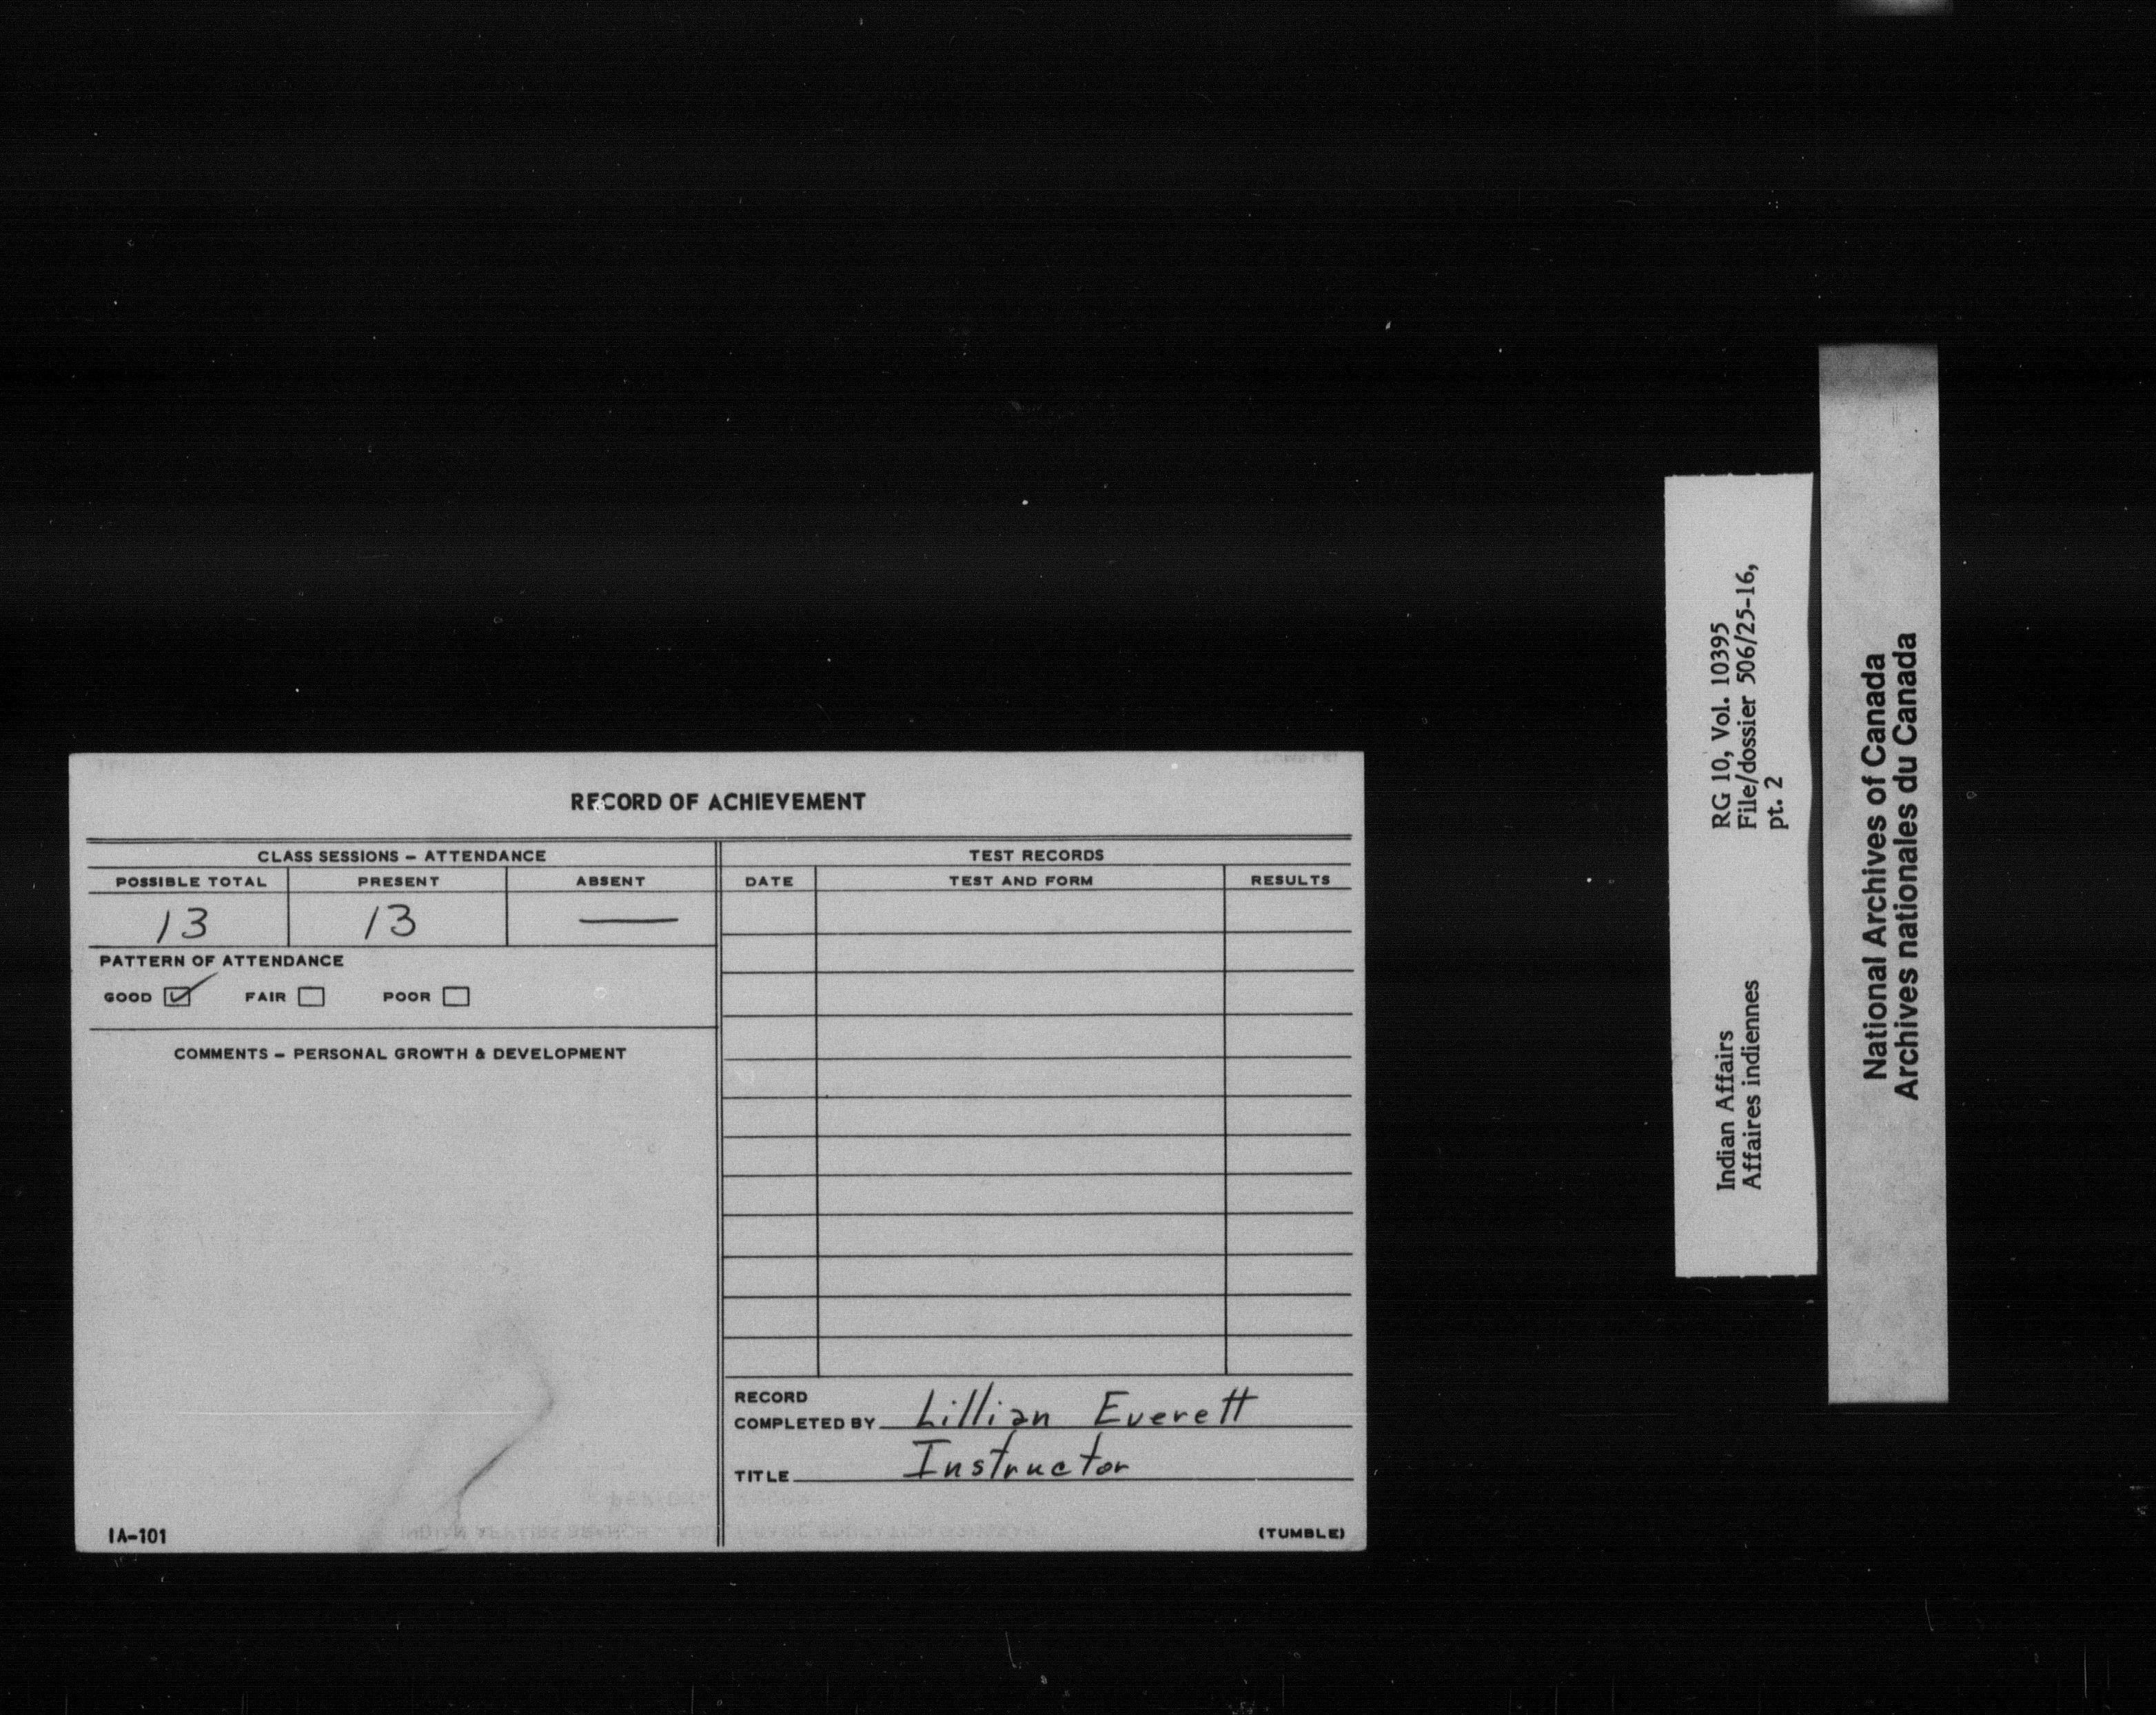 RECORD OF ACHIEVEMENT
CLASS SESSIONS – ATTENDANCE
POSSIBLE TOTAL PRESENT ABSENT
13 13 —
PATTERN OF ATTENDANCE
GOOD ☑ FAIR ☐ POOR ☐
COMMENTS – PERSONAL GROWTH & DEVELOPMENT
TEST RECORDS
DATE TEST AND FORM RESULTS
RECORD
COMPLETED BY Lillian Everett
TITLE Instructor
IA-101
(TUMBLE)
RG 10, Vol. 10395
File/dossier 506/25-16,
pt. 2
Indian Affairs
Affaires indiennes
National Archives of Canada
Archives nationales du Canada